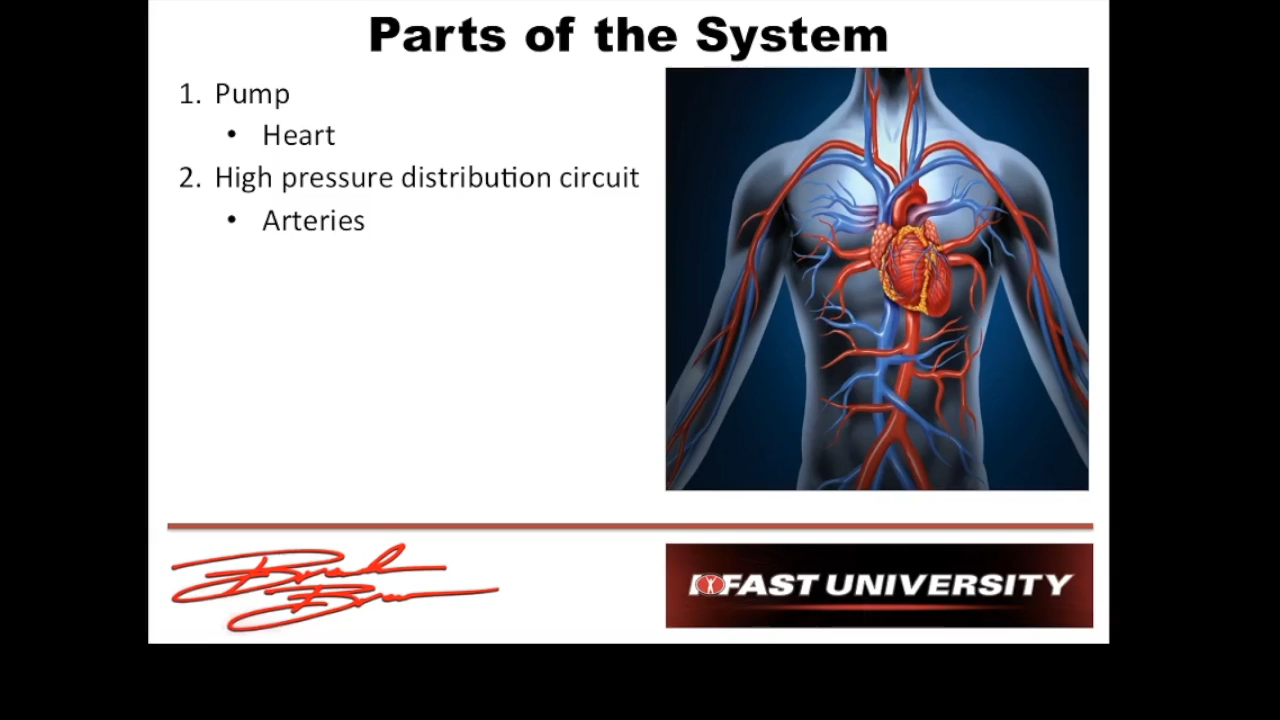 Parts of the System
1. Pump
• Heart
2. High pressure distribution circuit
• Arteries
FAST UNIVERSITY